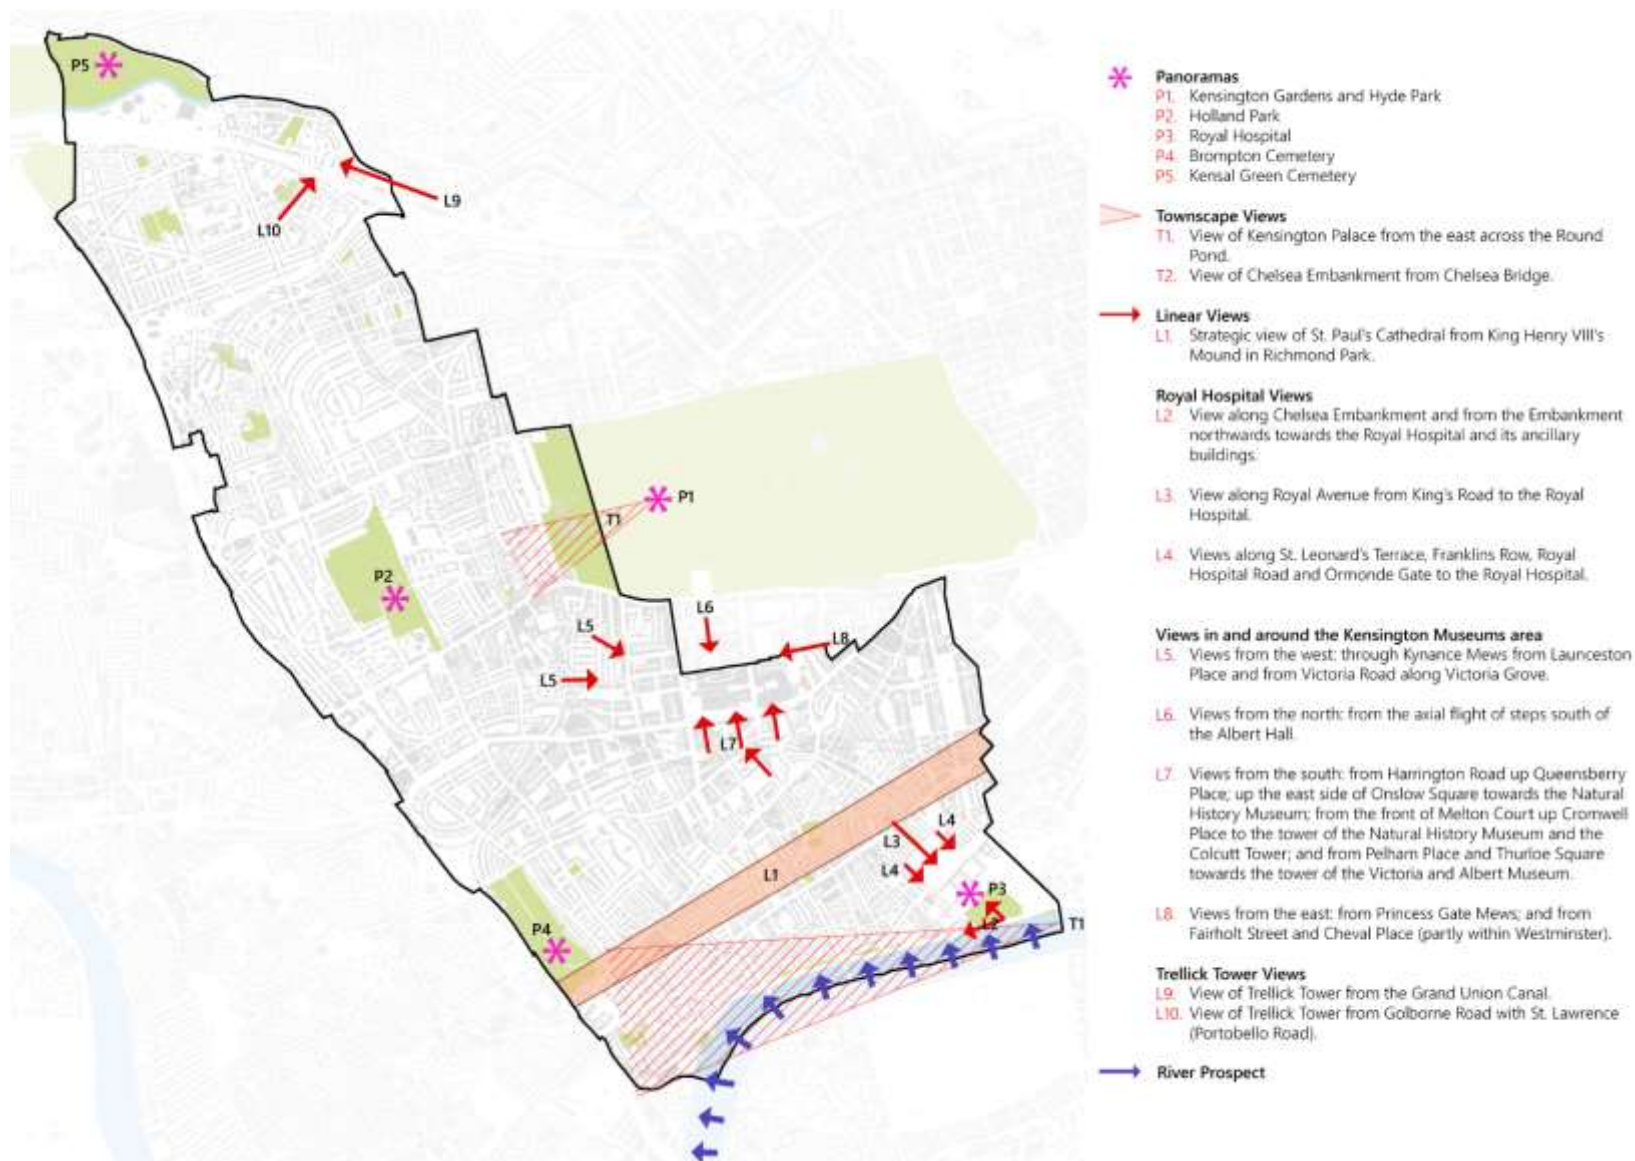 P5
L9
L10
P1
T1
P2
L6
L5
L8
L5
L7
L4
L3
L4
L1
P3
P4
L2
T1
Panoramas
P1. Kensington Gardens and Hyde Park
P2. Holland Park
P3. Royal Hospital
P4. Brompton Cemetery
P5. Kensal Green Cemetery
Townscape Views
T1. View of Kensington Palace from the east across the Round
Pond.
T2. View of Chelsea Embankment from Chelsea Bridge.
Linear Views
L1. Strategic view of St. Paul's Cathedral from King Henry VIII's
Mound in Richmond Park.
Royal Hospital Views
L2. View along Chelsea Embankment and from the Embankment
northwards towards the Royal Hospital and its ancillary
buildings.
L3. View along Royal Avenue from King's Road to the Royal
Hospital.
L4. Views along St. Leonard's Terrace, Franklins Row, Royal
Hospital Road and Ormonde Gate to the Royal Hospital.
Views in and around the Kensington Museums area
L5. Views from the west: through Kynance Mews from Launceston
Place and from Victoria Road along Victoria Grove.
L6. Views from the north: from the axial flight of steps south of
the Albert Hall.
L7. Views from the south: from Harrington Road up Queensberry
Place; up the east side of Onslow Square towards the Natural
History Museum; from the front of Melton Court up Cromwell
Place to the tower of the Natural History Museum and the
Colcutt Tower; and from Pelham Place and Thurloe Square
towards the tower of the Victoria and Albert Museum.
L8. Views from the east: from Princess Gate Mews; and from
Fairholt Street and Cheval Place (partly within Westminster).
Trellick Tower Views
L9. View of Trellick Tower from the Grand Union Canal.
L10. View of Trellick Tower from Golborne Road with St. Lawrence
(Portobello Road).
River Prospect